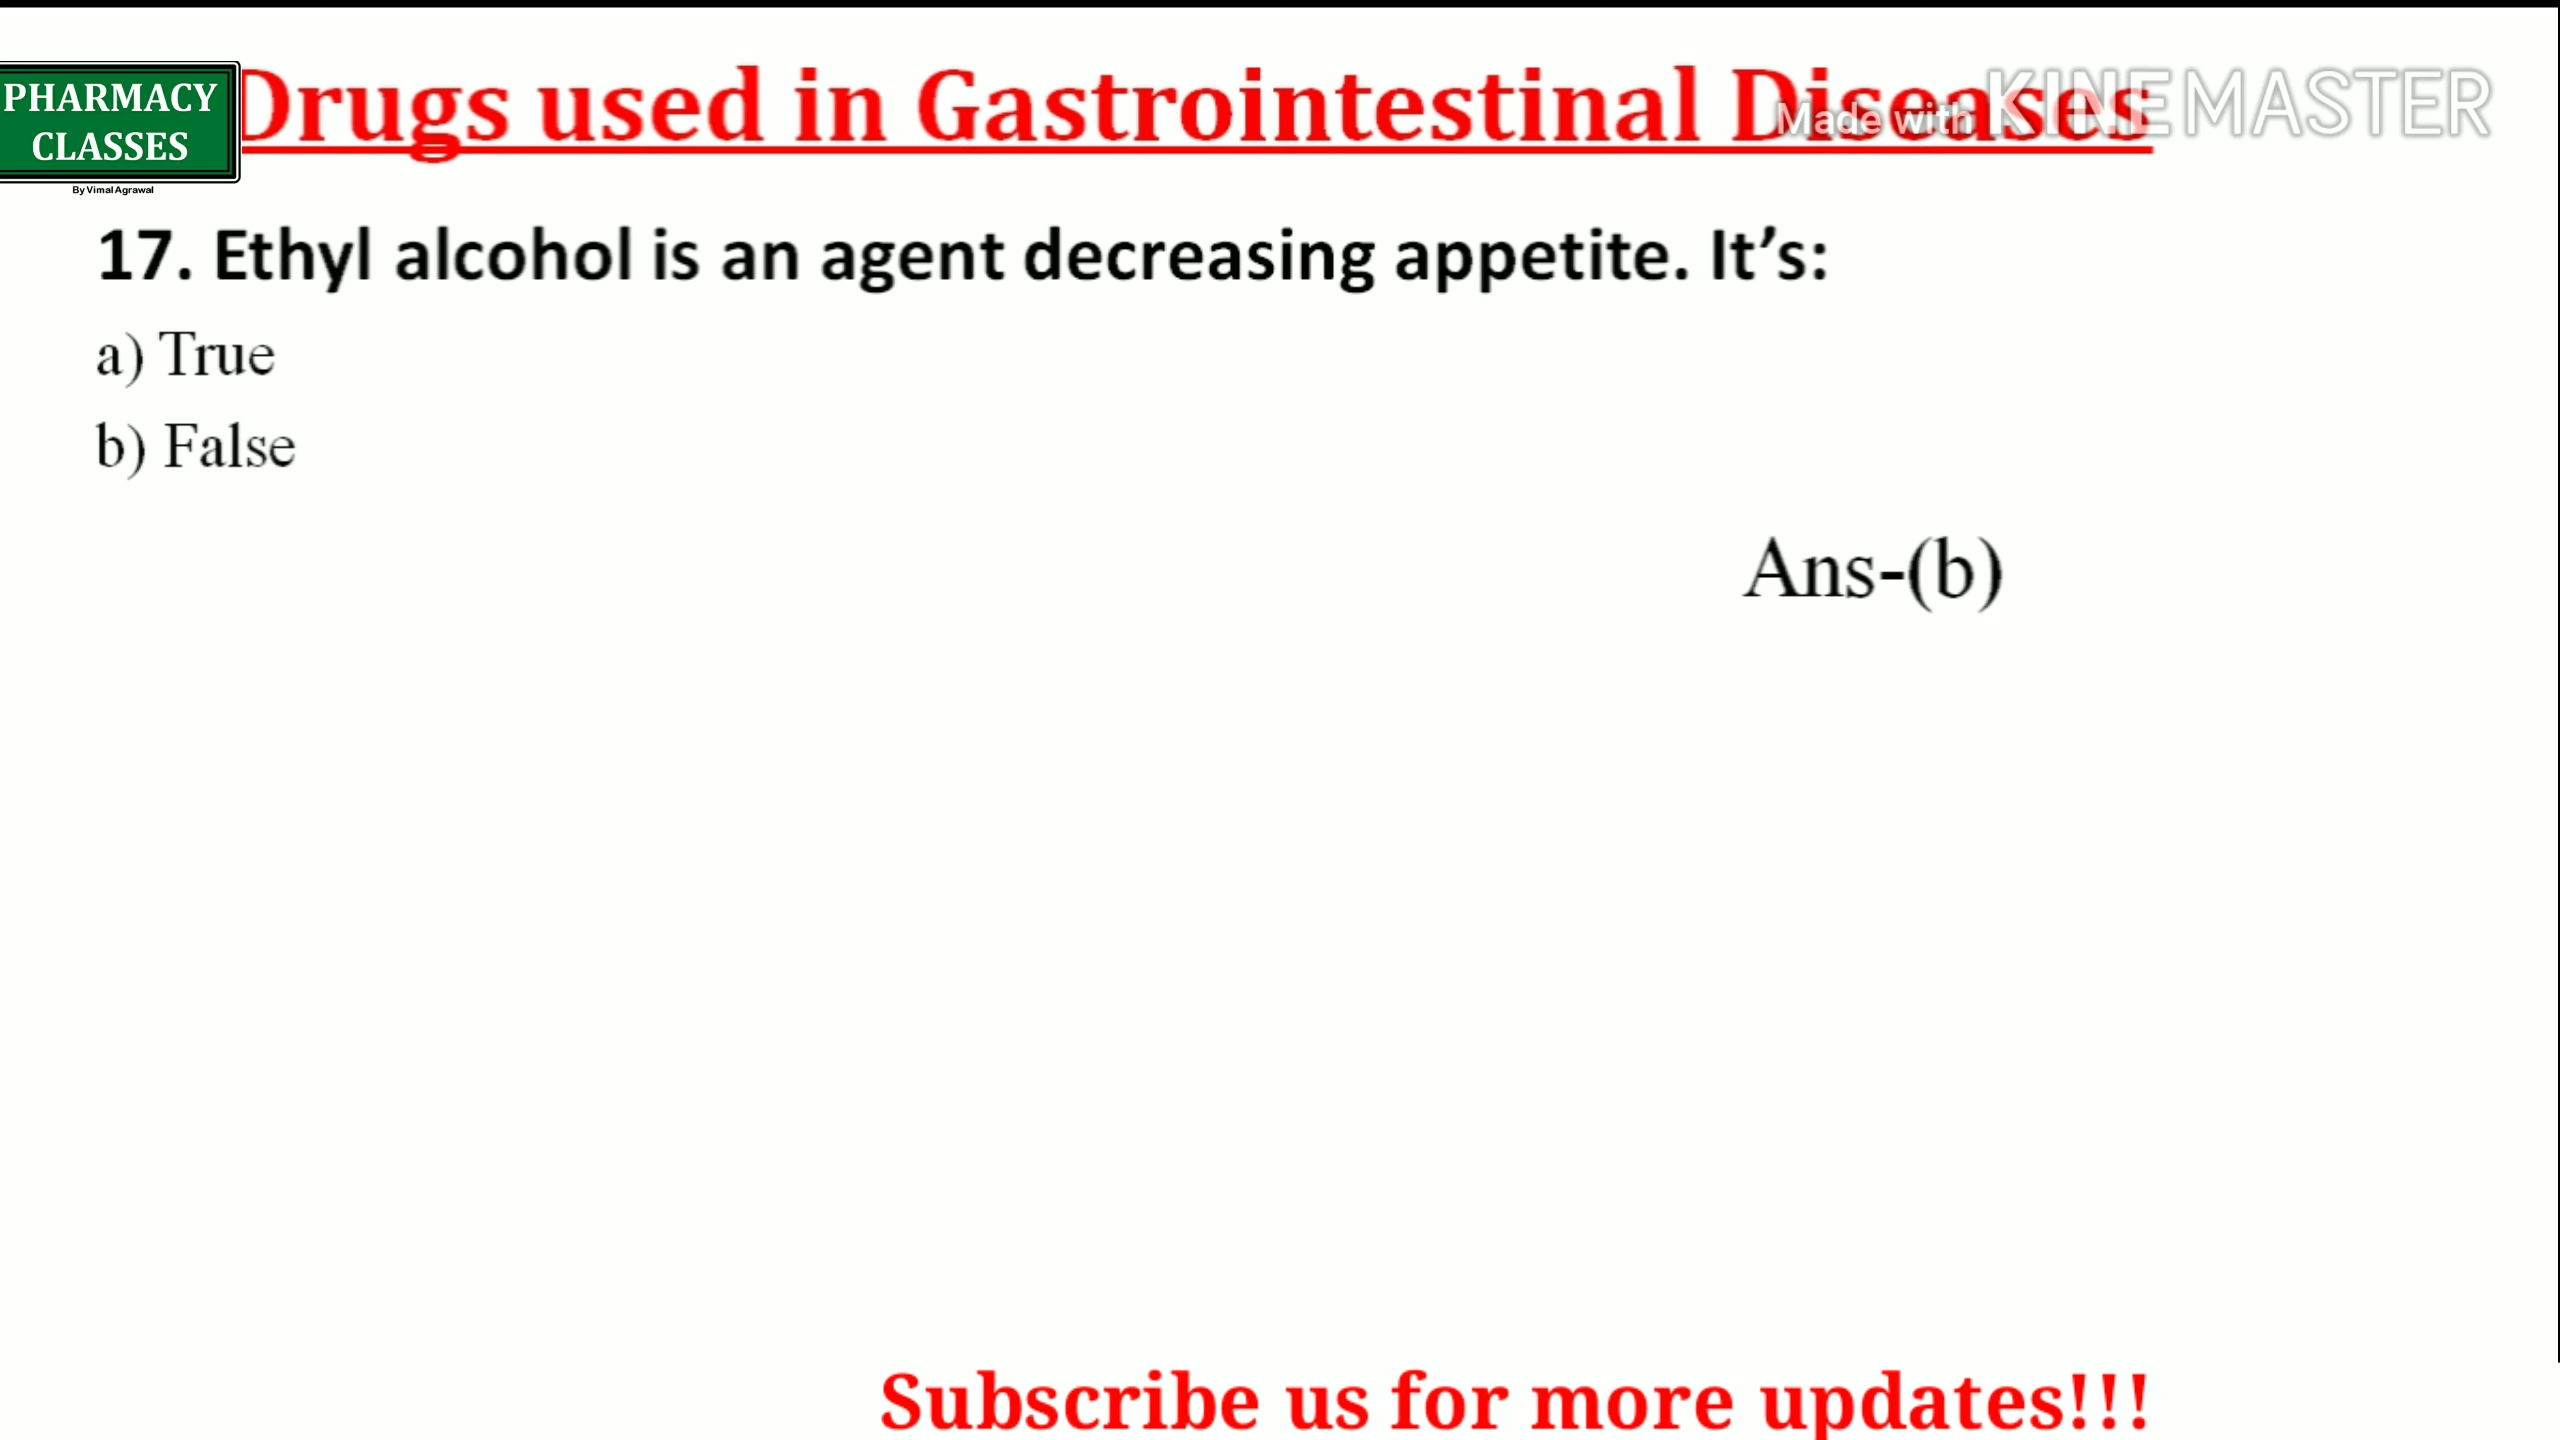 PHARMACY
CLASSES
By Vimal Agrawal
Drugs used in Gastrointestinal Diseases
Made with KINEMASTER
17. Ethyl alcohol is an agent decreasing appetite. It’s:
a) True
b) False
Ans-(b)
Subscribe us for more updates!!!